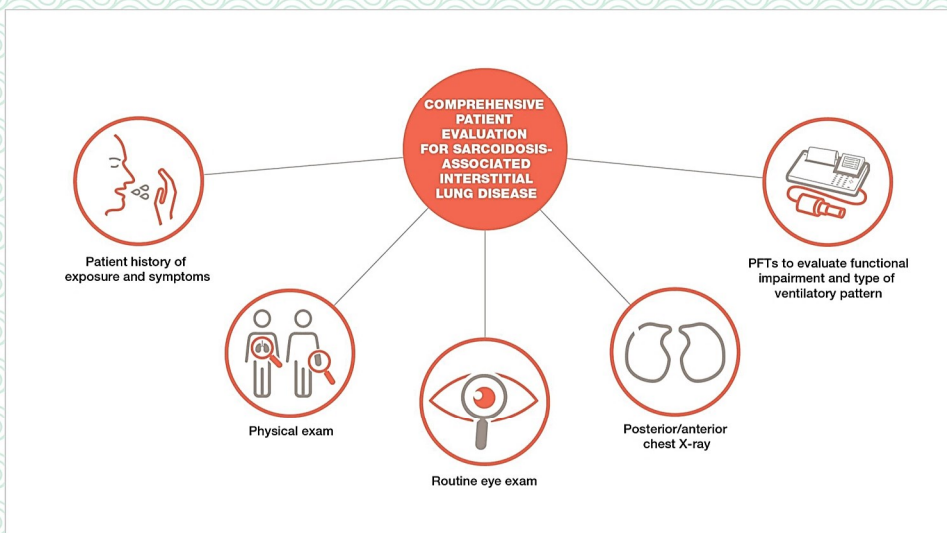 COMPREHENSIVE
PATIENT
EVALUATION
FOR SARCOIDOSIS-
ASSOCIATED
INTERSTITIAL
LUNG DISEASE
Patient history of
exposure and symptoms
Physical exam
Routine eye exam
Posterior/anterior
chest X-ray
PFTs to evaluate functional
impairment and type of
ventilatory pattern